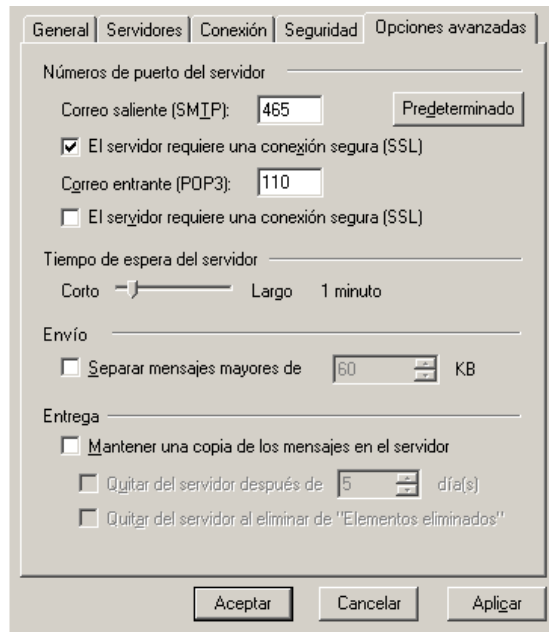 General Servidores Conexión Seguridad Opciones avanzadas
Números de puerto del servidor
Correo saliente (SMTP): 465 Predeterminado
El servidor requiere una conexión segura (SSL)
Correo entrante (POP3): 110
El servidor requiere una conexión segura (SSL)
Tiempo de espera del servidor
Corto Largo 1 minuto
Envío
Separar mensajes mayores de 60 KB
Entrega
Mantener una copia de los mensajes en el servidor
Quitar del servidor después de 5 día(s)
Quitar del servidor al eliminar de "Elementos eliminados"
Aceptar Cancelar Aplicar